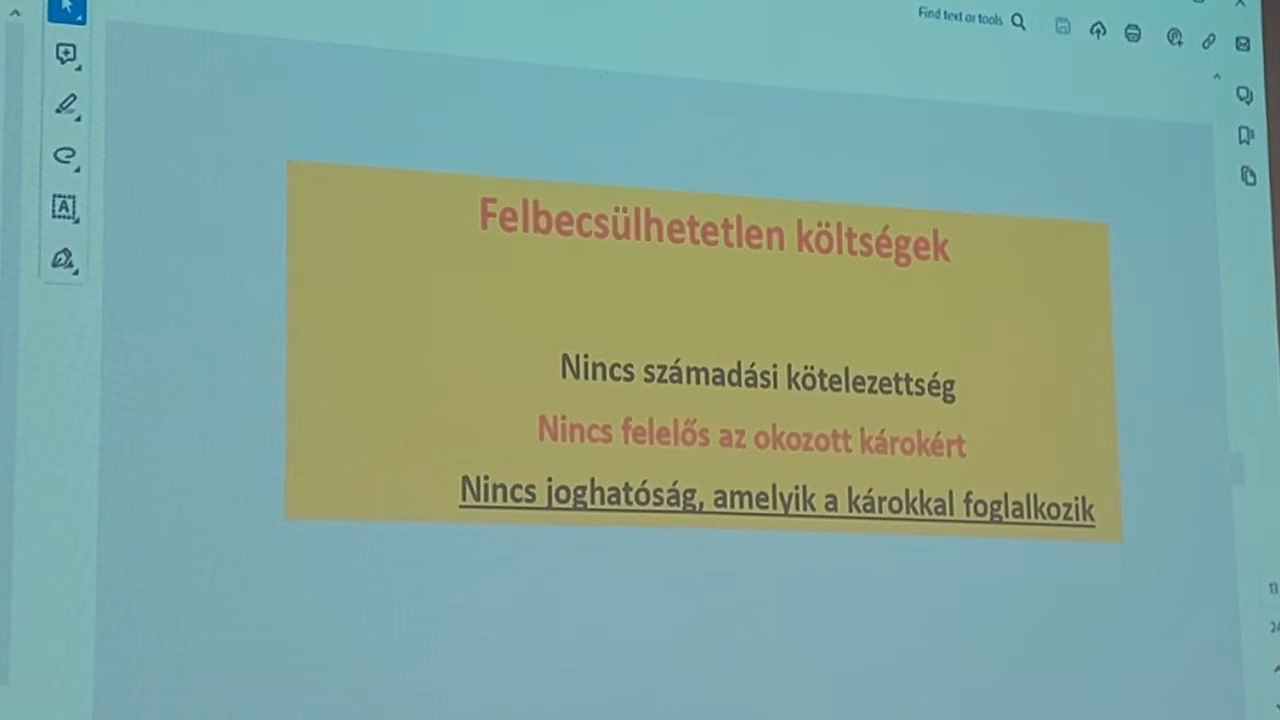 Find text or tools
Felbecsülhetetlen költségek
Nincs számadási kötelezettség
Nincs felelős az okozott károkért
Nincs joghatóság, amelyik a károkkal foglalkozik
13